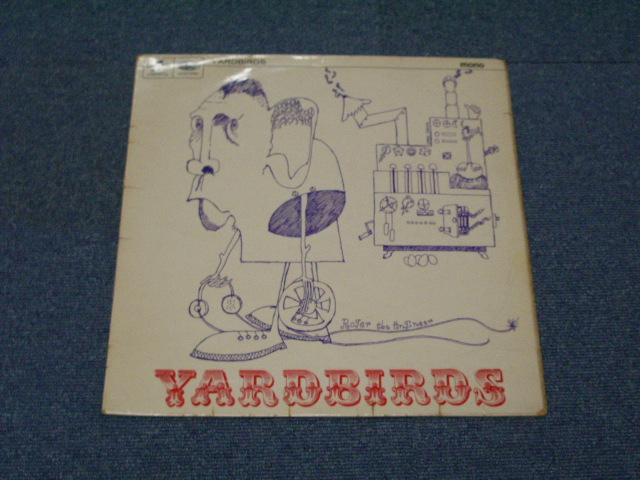 YARDBIRDS
mono
Roger the Engineer
YARDBIRDS